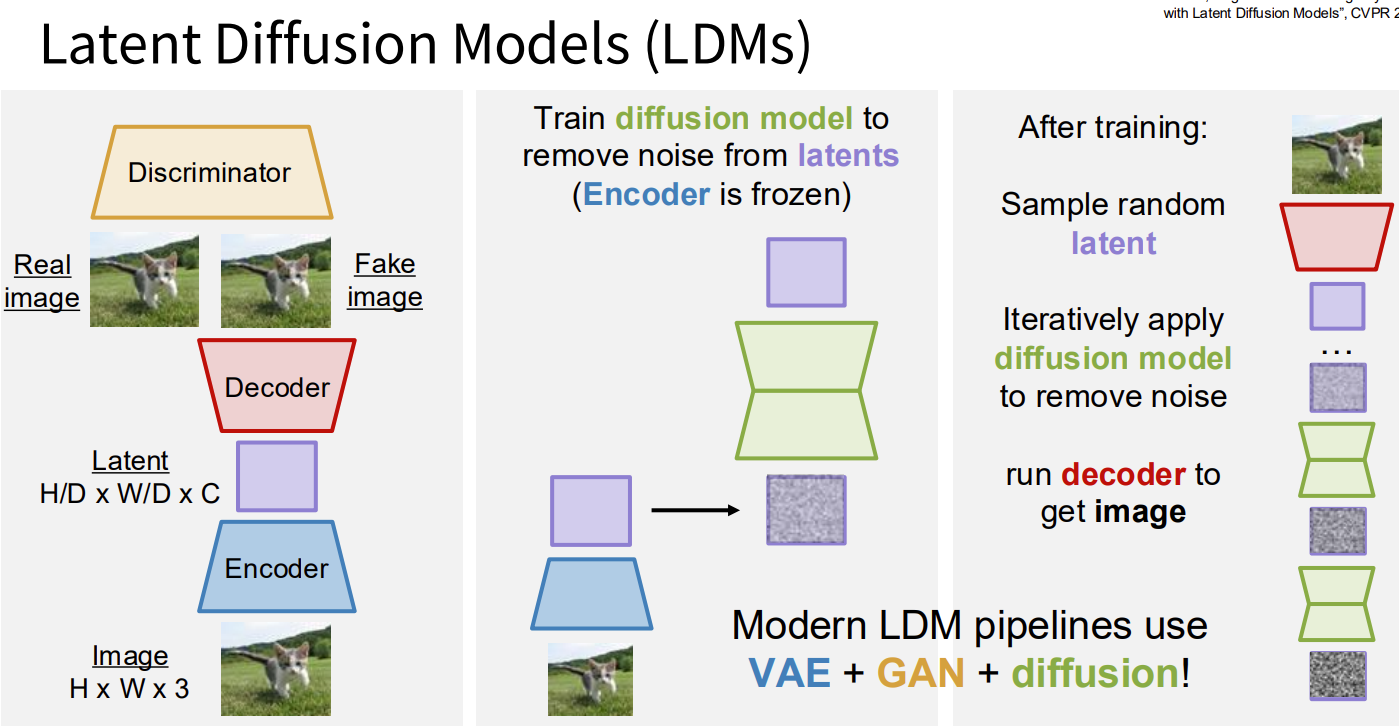 with Latent Diffusion Models", CVPR 2
Latent Diffusion Models (LDMs)
Discriminator
Real
image
Fake
image
Decoder
Latent
H/D x W/D x C
Encoder
Image
H x W x 3
Train diffusion model to
remove noise from latents
(Encoder is frozen)
After training:
Sample random
latent
Iteratively apply
diffusion model
to remove noise
run decoder to
get image
...
Modern LDM pipelines use
VAE + GAN + diffusion!